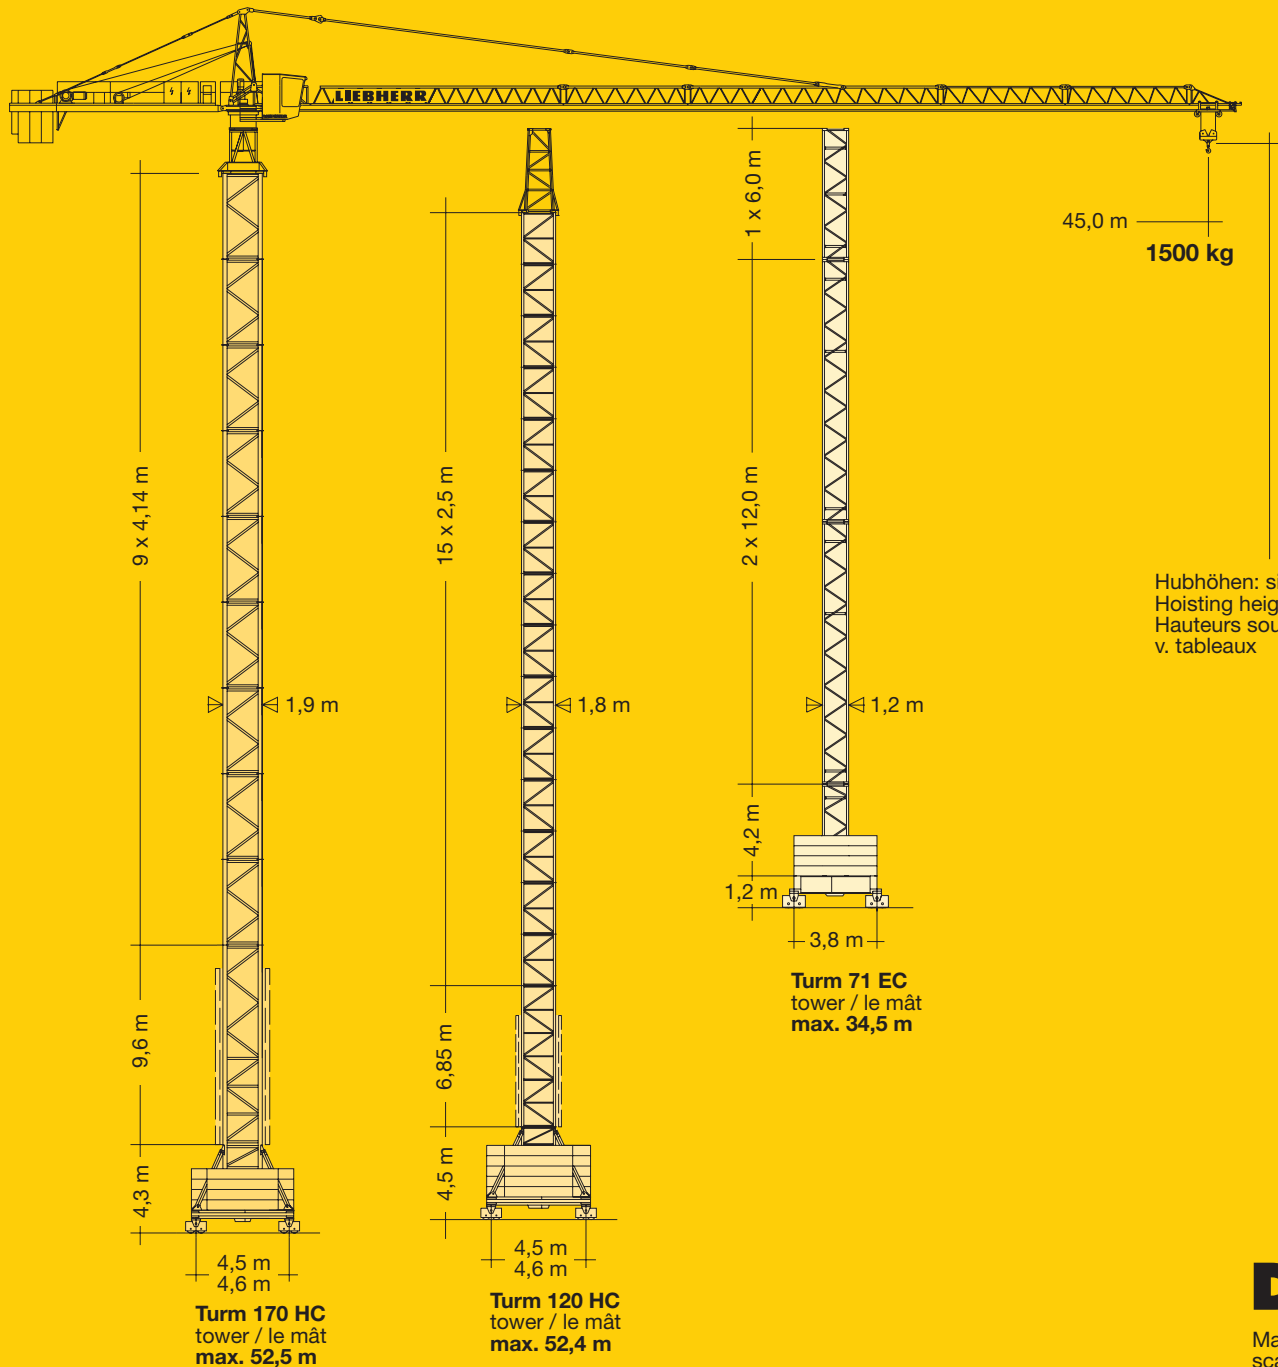 LIEBHERR
1 x 6,0 m
45,0 m
1500 kg
9 x 4,14 m
15 x 2,5 m
2 x 12,0 m
Hubhöhen:
Hoisting
Hauteurs
v. tableaux
1,9 m
1,8 m
1,2 m
4,2 m
1,2 m
3,8 m
Turm 71 EC
tower / le mât
max. 34,5 m
9,6 m
6,85 m
4,3 m
4,5 m
4,5 m
4,6 m
Turm 170 HC
tower / le mât
max. 52,5 m
4,5 m
4,6 m
Turm 120 HC
tower / le mât
max. 52,4 m